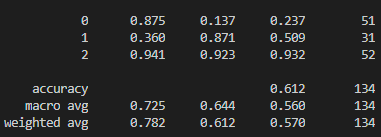 0 0.875 0.137 0.237 51
1 0.360 0.871 0.509 31
2 0.941 0.923 0.932 52
accuracy 0.612 134
macro avg 0.725 0.644 0.560 134
weighted avg 0.782 0.612 0.570 134